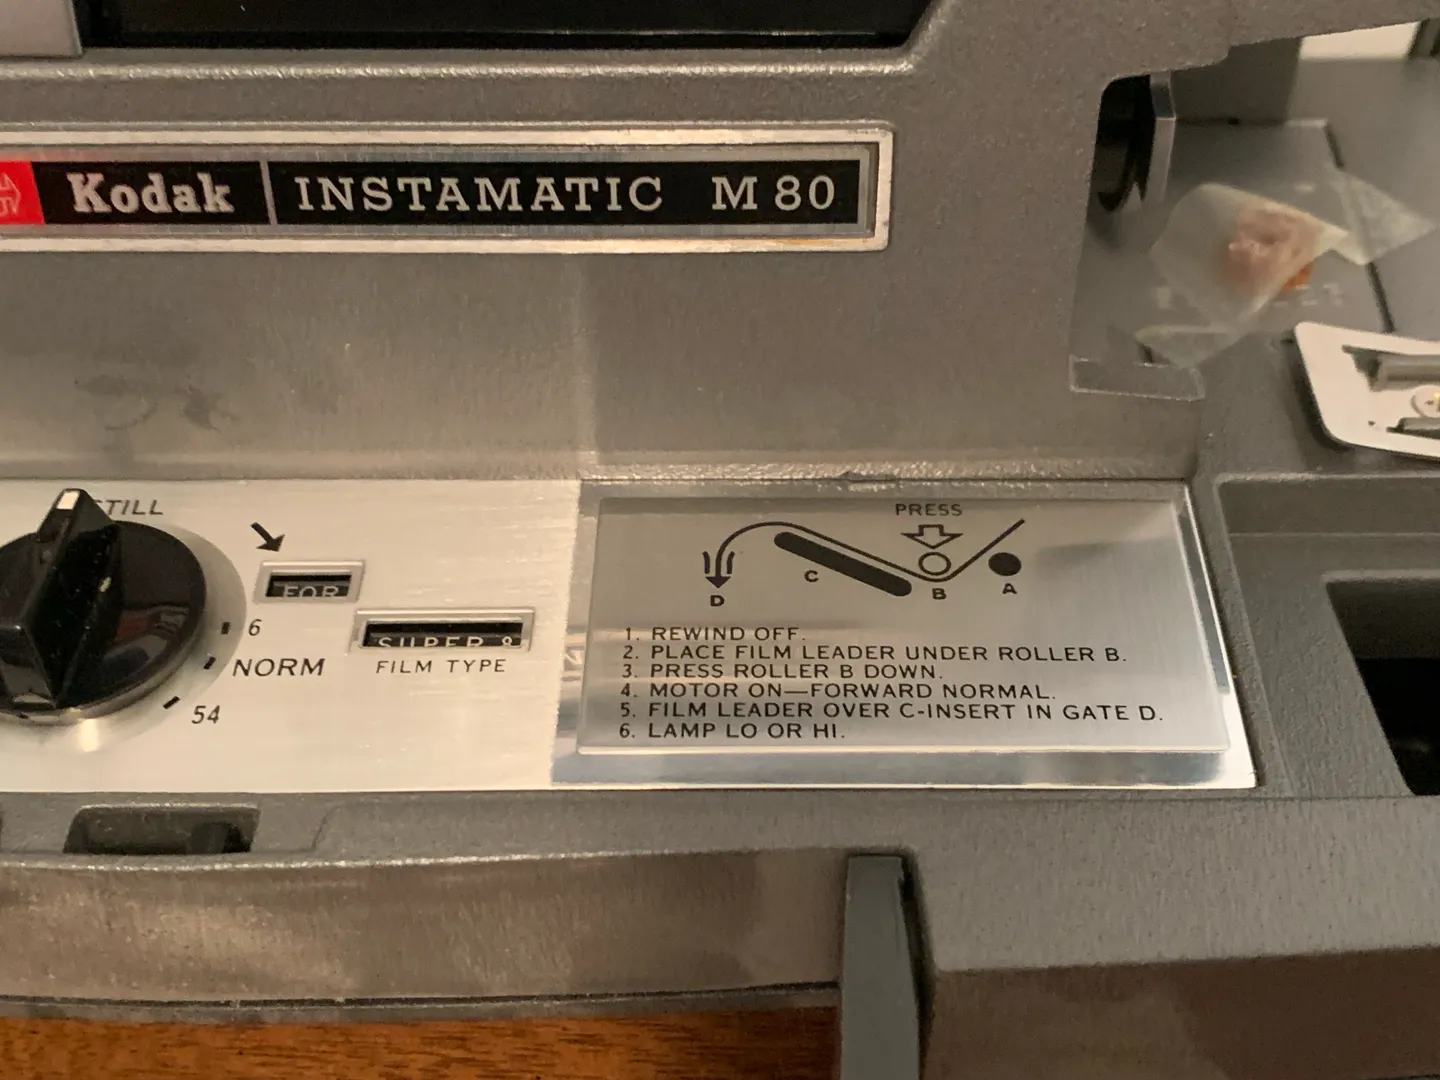 Kodak INSTAMATIC M 80
STILL
6
NORM
54
FOR
SUPER 8
FILM TYPE
PRESS
C
D
B
A
1. REWIND OFF.
2. PLACE FILM LEADER UNDER ROLLER B.
3. PRESS ROLLER B DOWN.
4. MOTOR ON—FORWARD NORMAL.
5. FILM LEADER OVER C-INSERT IN GATE D.
6. LAMP LO OR HI.